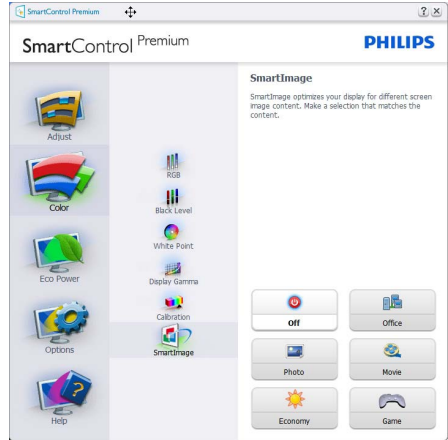 SmartControl Premium
SmartControl Premium
PHILIPS
Adjust
Color
Eco Power
Options
Help
RGB
Black Level
White Point
Display Gamma
Calibration
SmartImage
SmartImage
SmartImage optimizes your display for different screen
image content. Make a selection that matches the
content.
Off
Office
Photo
Movie
Economy
Game